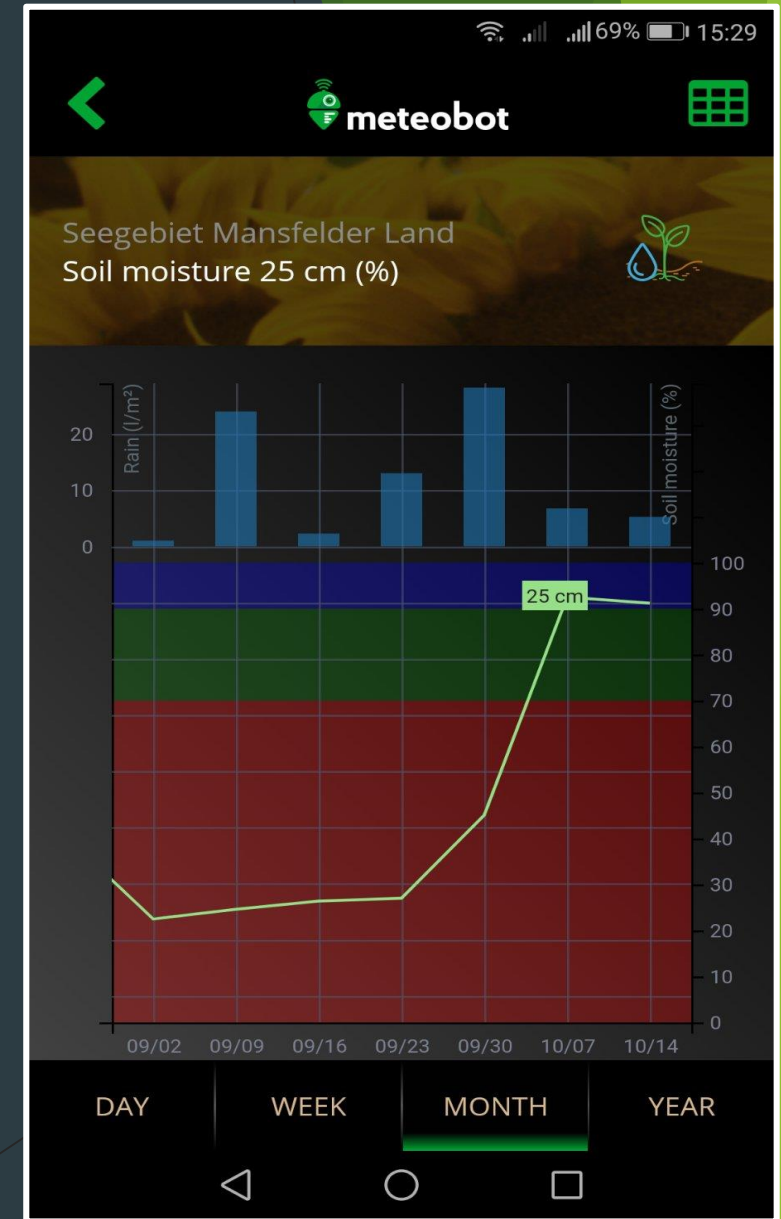 69% 15:29
meteobot
Seegebiet Mansfelder Land
Soil moisture 25 cm (%)
Rain (l/m²)
20
10
0
Soil moisture (%)
100
90
80
70
60
50
40
30
20
10
0
25 cm
09/02 09/09 09/16 09/23 09/30 10/07 10/14
DAY WEEK MONTH YEAR